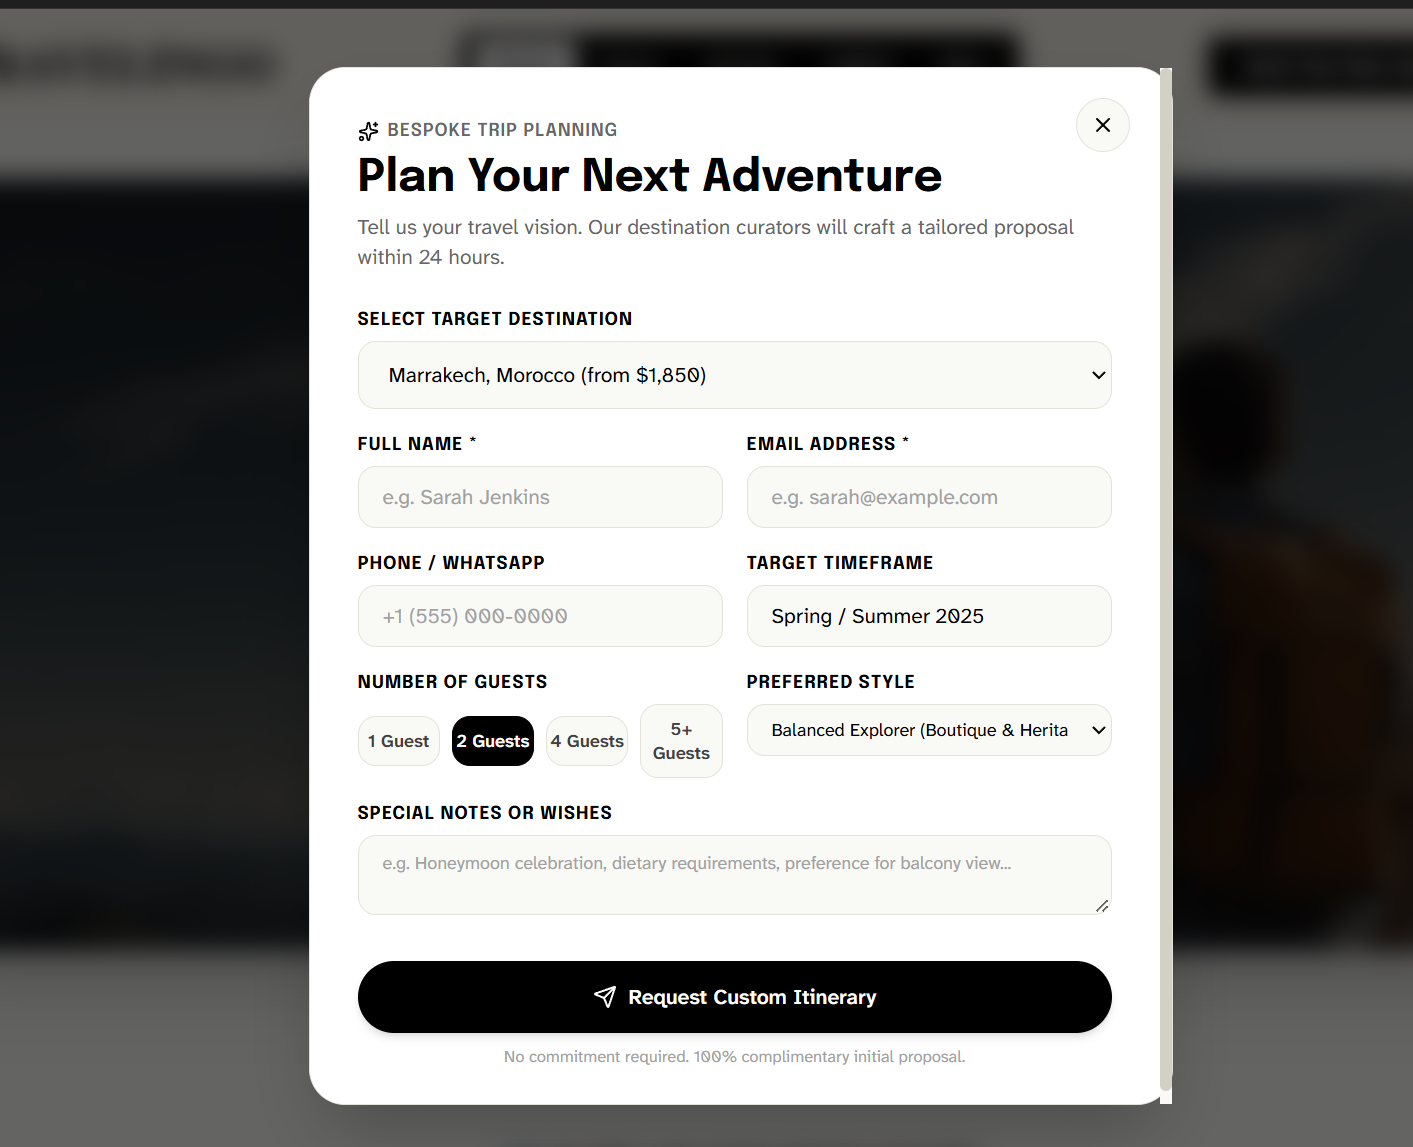 BESPOKE TRIP PLANNING
Plan Your Next Adventure
Tell us your travel vision. Our destination curators will craft a tailored proposal
within 24 hours.
SELECT TARGET DESTINATION
Marrakech, Morocco (from $1,850)
FULL NAME *
EMAIL ADDRESS *
e.g. Sarah Jenkins
e.g. sarah@example.com
PHONE / WHATSAPP
TARGET TIMEFRAME
+1 (555) 000-0000
Spring / Summer 2025
NUMBER OF GUESTS
PREFERRED STYLE
1 Guest
2 Guests
4 Guests
5+
Guests
Balanced Explorer (Boutique & Herita
SPECIAL NOTES OR WISHES
e.g. Honeymoon celebration, dietary requirements, preference for balcony view...
Request Custom Itinerary
No commitment required. 100% complimentary initial proposal.